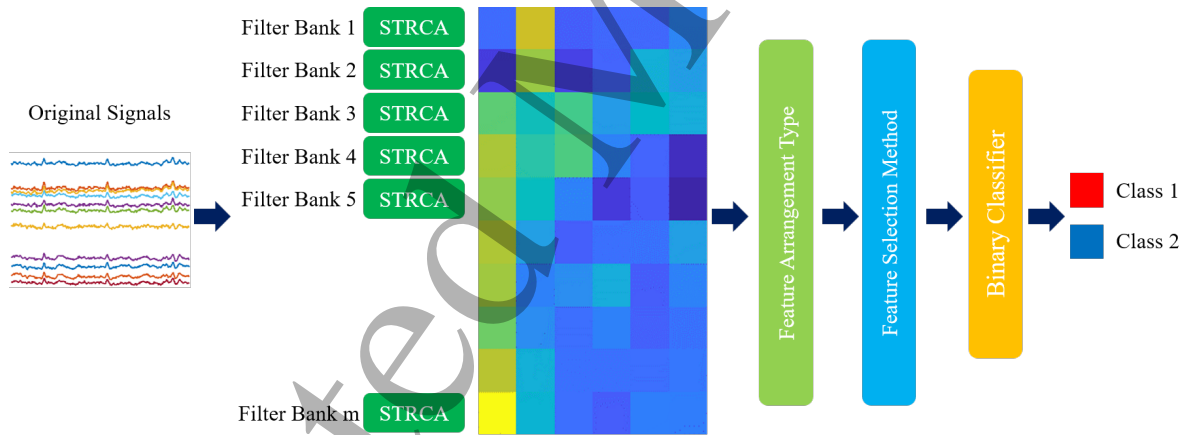 Original Signals
Filter Bank 1 STRCA
Filter Bank 2 STRCA
Filter Bank 3 STRCA
Filter Bank 4 STRCA
Filter Bank 5 STRCA
Filter Bank m STRCA
Feature Arrangement Type
Feature Selection Method
Binary Classifier
Class 1
Class 2
ted M